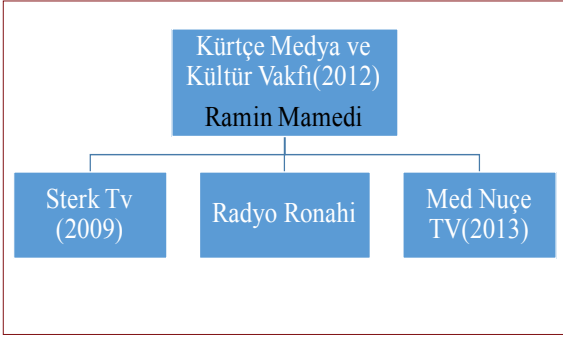 Kürtçe Medya ve
Kültür Vakfı(2012)
Ramin Mamedi
Sterk Tv
(2009)
Radyo Ronahi
Med Nuçe
TV(2013)